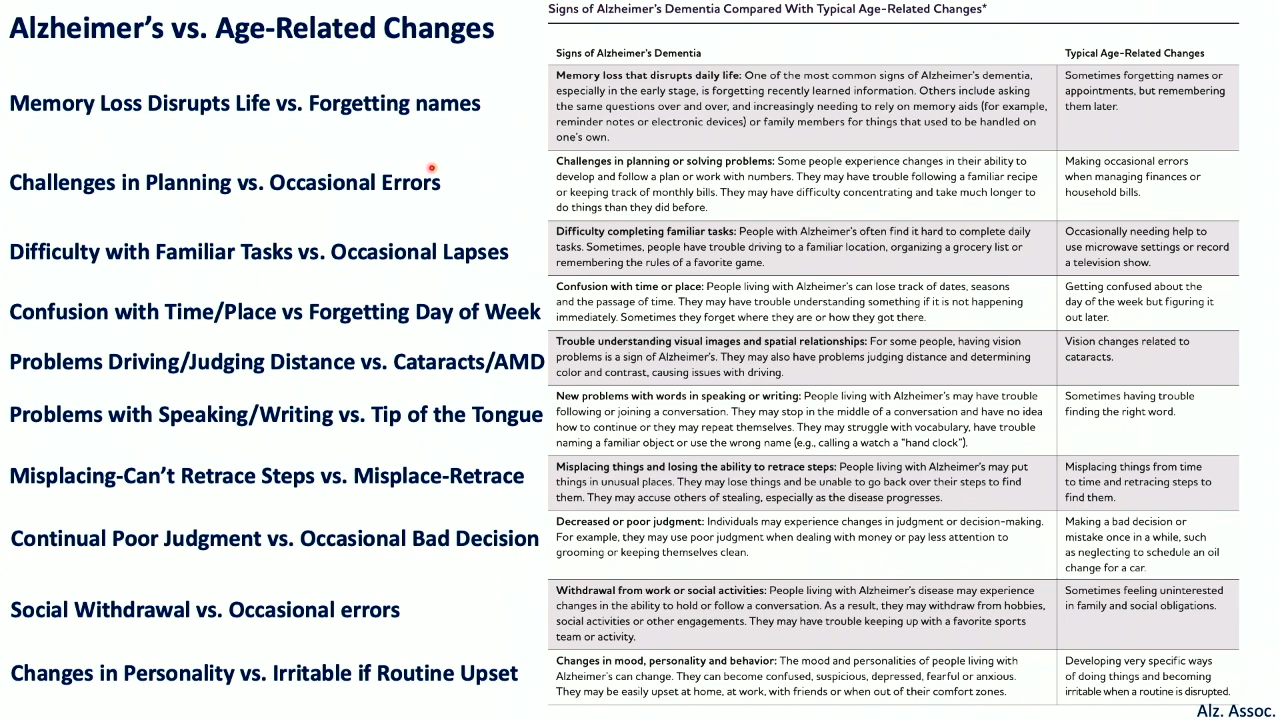 Alzheimer's vs. Age-Related Changes
Memory Loss Disrupts Life vs. Forgetting names
Challenges in Planning vs. Occasional Errors
Difficulty with Familiar Tasks vs. Occasional Lapses
Confusion with Time/Place vs Forgetting Day of Week
Problems Driving/Judging Distance vs. Cataracts/AMD
Problems with Speaking/Writing vs. Tip of the Tongue
Misplacing-Can't Retrace Steps vs. Misplace-Retrace
Continual Poor Judgment vs. Occasional Bad Decision
Social Withdrawal vs. Occasional errors
Changes in Personality vs. Irritable if Routine Upset
Signs of Alzheimer's Dementia Compared With Typical Age-Related Changes*
Signs of Alzheimer's Dementia
Typical Age-Related Changes
Memory loss that disrupts daily life: One of the most common signs of Alzheimer's dementia,
especially in the early stage, is forgetting recently learned information. Others include asking
the same questions over and over, and increasingly needing to rely on memory aids (for example,
reminder notes or electronic devices) or family members for things that used to be handled on
one's own.
Sometimes forgetting names or
appointments, but remembering
them later.
Challenges in planning or solving problems: Some people experience changes in their ability to
develop and follow a plan or work with numbers. They may have trouble following a familiar recipe
or keeping track of monthly bills. They may have difficulty concentrating and take much longer to
do things than they did before.
Making occasional errors
when managing finances or
household bills.
Difficulty completing familiar tasks: People with Alzheimer's often find it hard to complete daily
tasks. Sometimes, people have trouble driving to a familiar location, organizing a grocery list or
remembering the rules of a favorite game.
Occasionally needing help to
use microwave settings or record
a television show.
Confusion with time or place: People living with Alzheimer's can lose track of dates, seasons
and the passage of time. They may have trouble understanding something if it is not happening
immediately. Sometimes they forget where they are or how they got there.
Getting confused about the
day of the week but figuring it
out later.
Trouble understanding visual images and spatial relationships: For some people, having vision
problems is a sign of Alzheimer's. They may also have problems judging distance and determining
color and contrast, causing issues with driving.
Vision changes related to
cataracts.
New problems with words in speaking or writing: People living with Alzheimer's may have trouble
following or joining a conversation. They may stop in the middle of a conversation and have no idea
how to continue or they may repeat themselves. They may struggle with vocabulary, have trouble
naming a familiar object or use the wrong name (e.g., calling a watch a "hand clock").
Sometimes having trouble
finding the right word.
Misplacing things and losing the ability to retrace steps: People living with Alzheimer's may put
things in unusual places. They may lose things and be unable to go back over their steps to find
them. They may accuse others of stealing, especially as the disease progresses.
Misplacing things from time
to time and retracing steps to
find them.
Decreased or poor judgment: Individuals may experience changes in judgment or decision-making.
For example, they may use poor judgment when dealing with money or pay less attention to
grooming or keeping themselves clean.
Making a bad decision or
mistake once in a while, such
as neglecting to schedule an oil
change for a car.
Withdrawal from work or social activities: People living with Alzheimer's disease may experience
changes in the ability to hold or follow a conversation. As a result, they may withdraw from hobbies,
social activities or other engagements. They may have trouble keeping up with a favorite sports
team or activity.
Sometimes feeling uninterested
in family and social obligations.
Changes in mood, personality and behavior: The mood and personalities of people living with
Alzheimer's can change. They can become confused, suspicious, depressed, fearful or anxious.
They may be easily upset at home, at work, with friends or when out of their comfort zones.
Developing very specific ways
of doing things and becoming
irritable when a routine is disrupted.
Alz. Assoc.